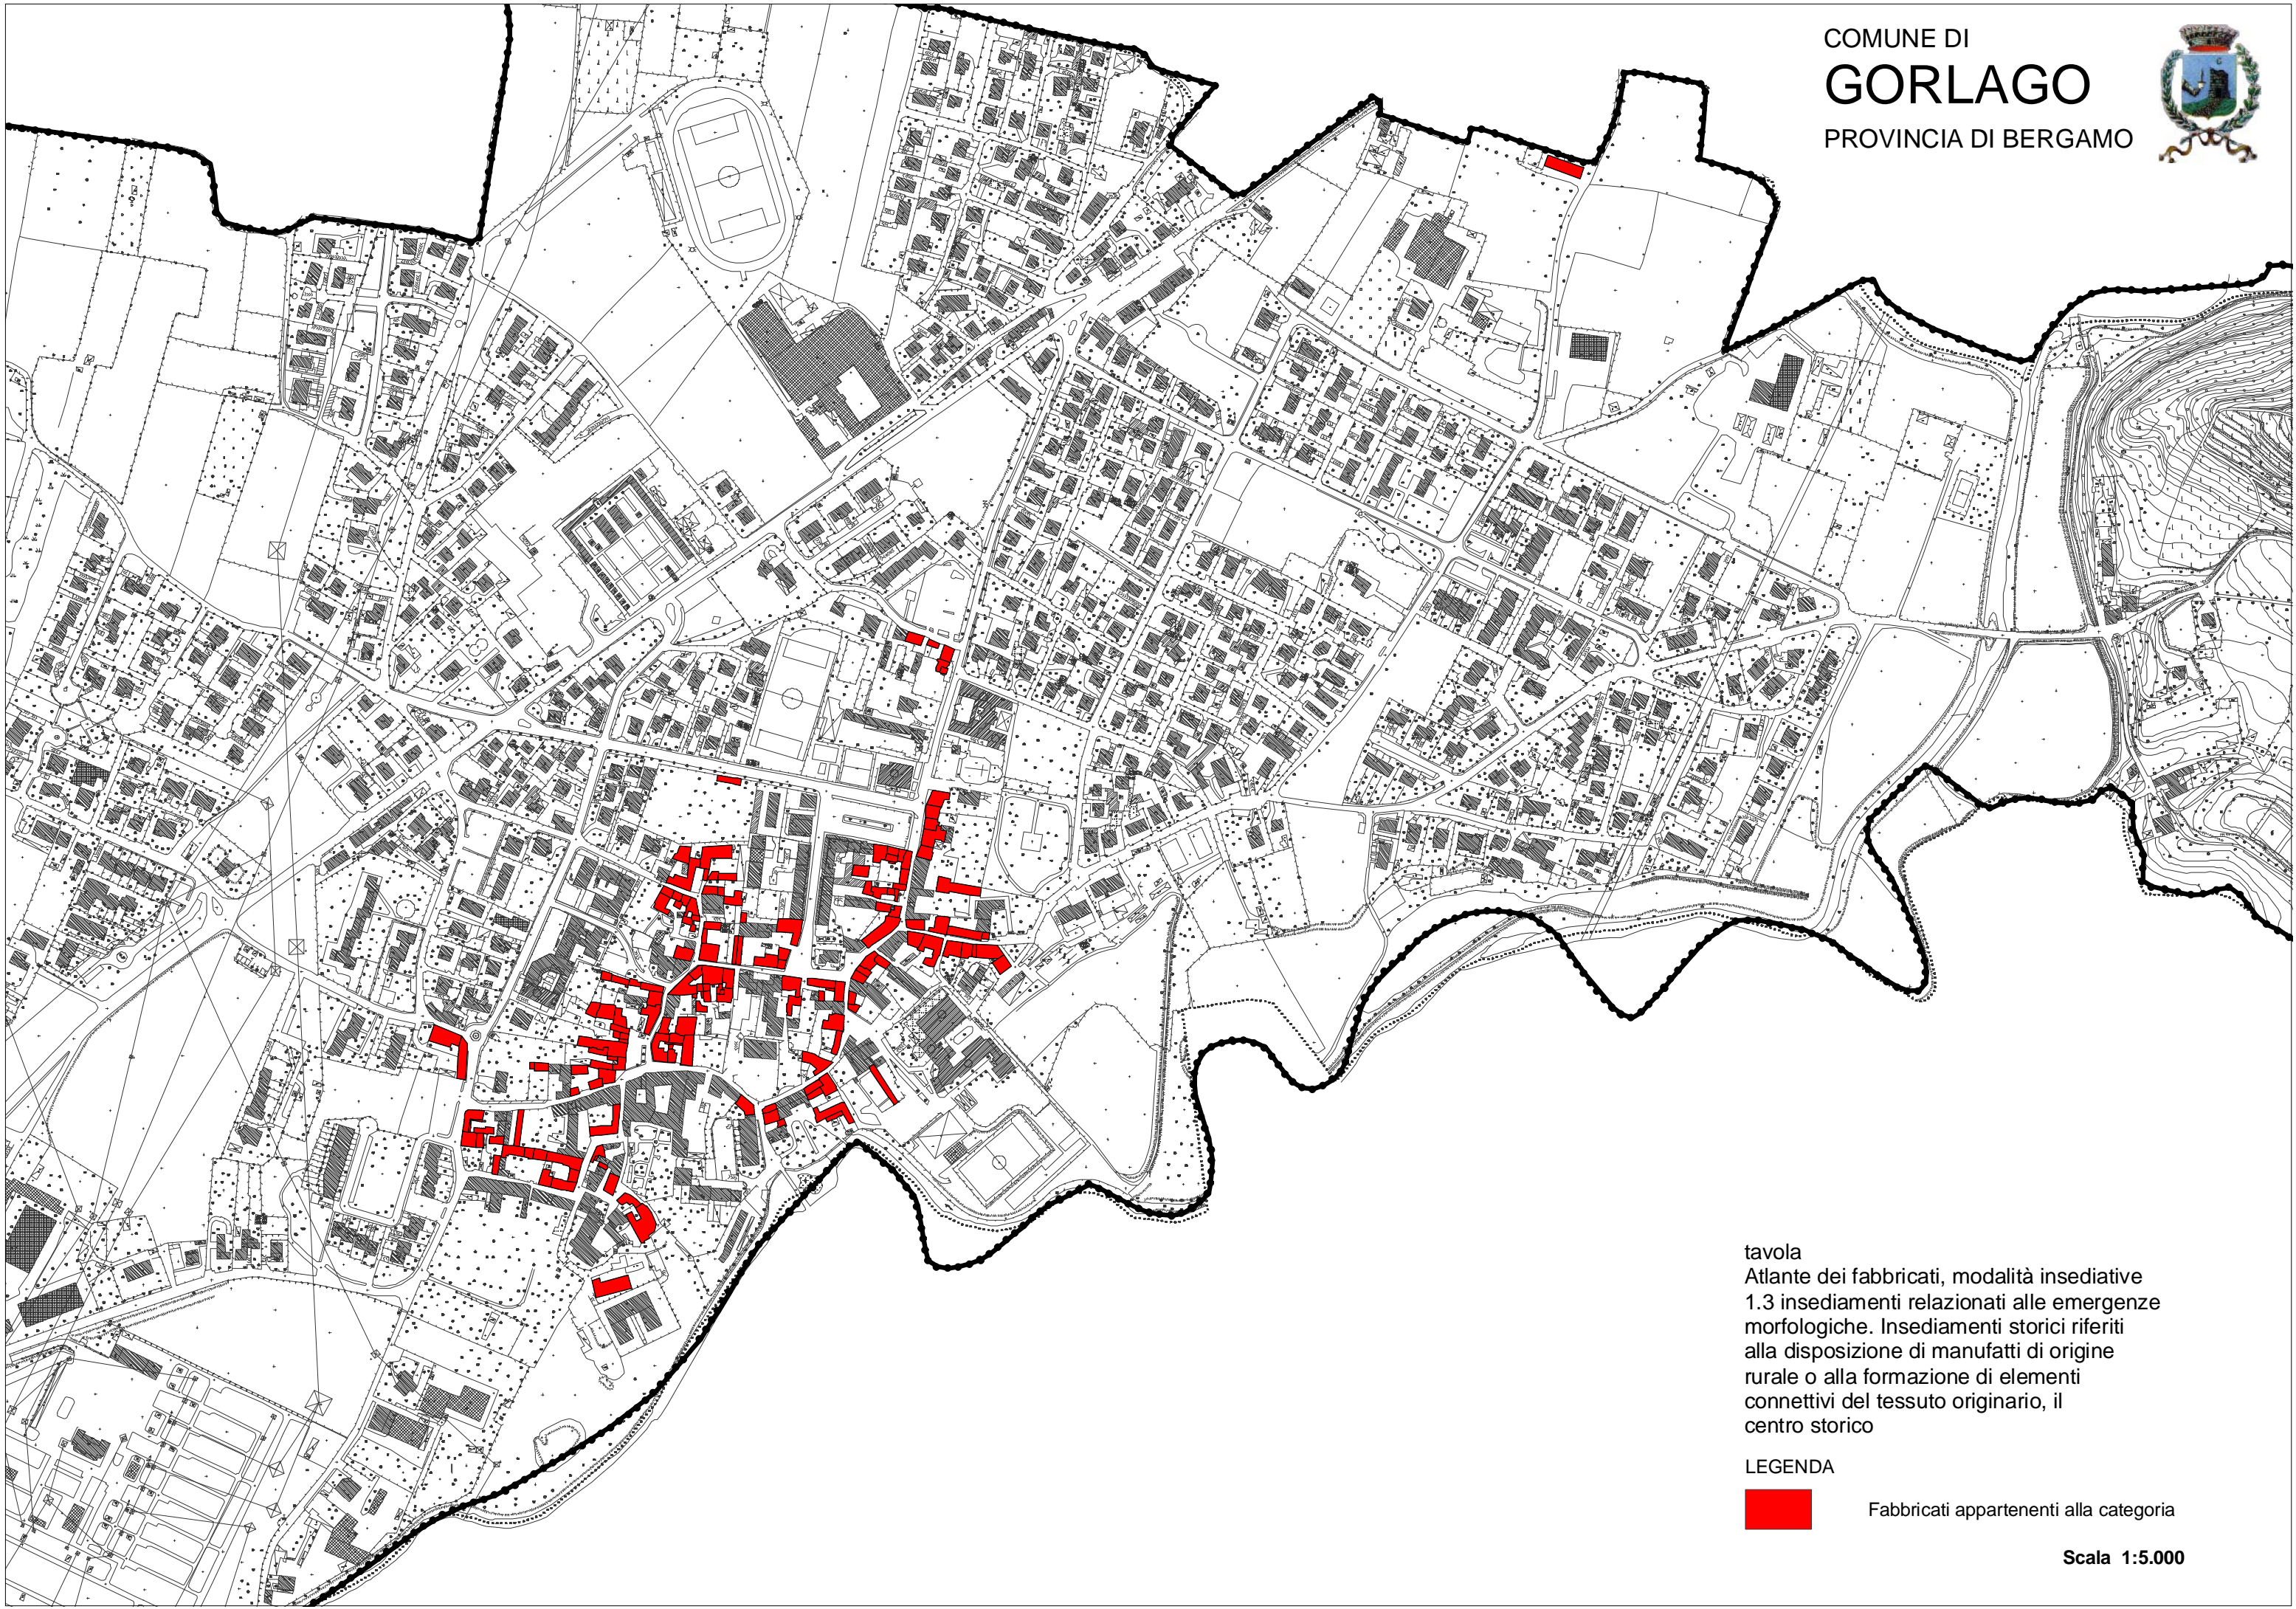 COMUNE DI
GORLAGO
PROVINCIA DI BERGAMO
tavola
Atlante dei fabbricati, modalità insediative
1.3 insediamenti relazionati alle emergenze
morfologiche. Insediamenti storici riferiti
alla disposizione di manufatti di origine
rurale o alla formazione di elementi
connettivi del tessuto originario, il
centro storico
LEGENDA
Fabbricati appartenenti alla categoria
Scala 1:5.000